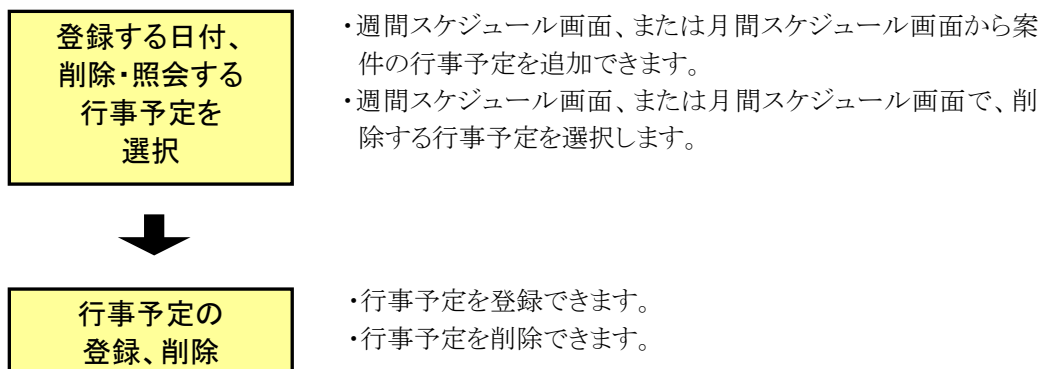 登録する日付、
削除・照会する
行事予定を
選択
・週間スケジュール画面、または月間スケジュール画面から案
件の行事予定を追加できます。
・週間スケジュール画面、または月間スケジュール画面で、削
除する行事予定を選択します。
行事予定の
登録、削除
・行事予定を登録できます。
・行事予定を削除できます。